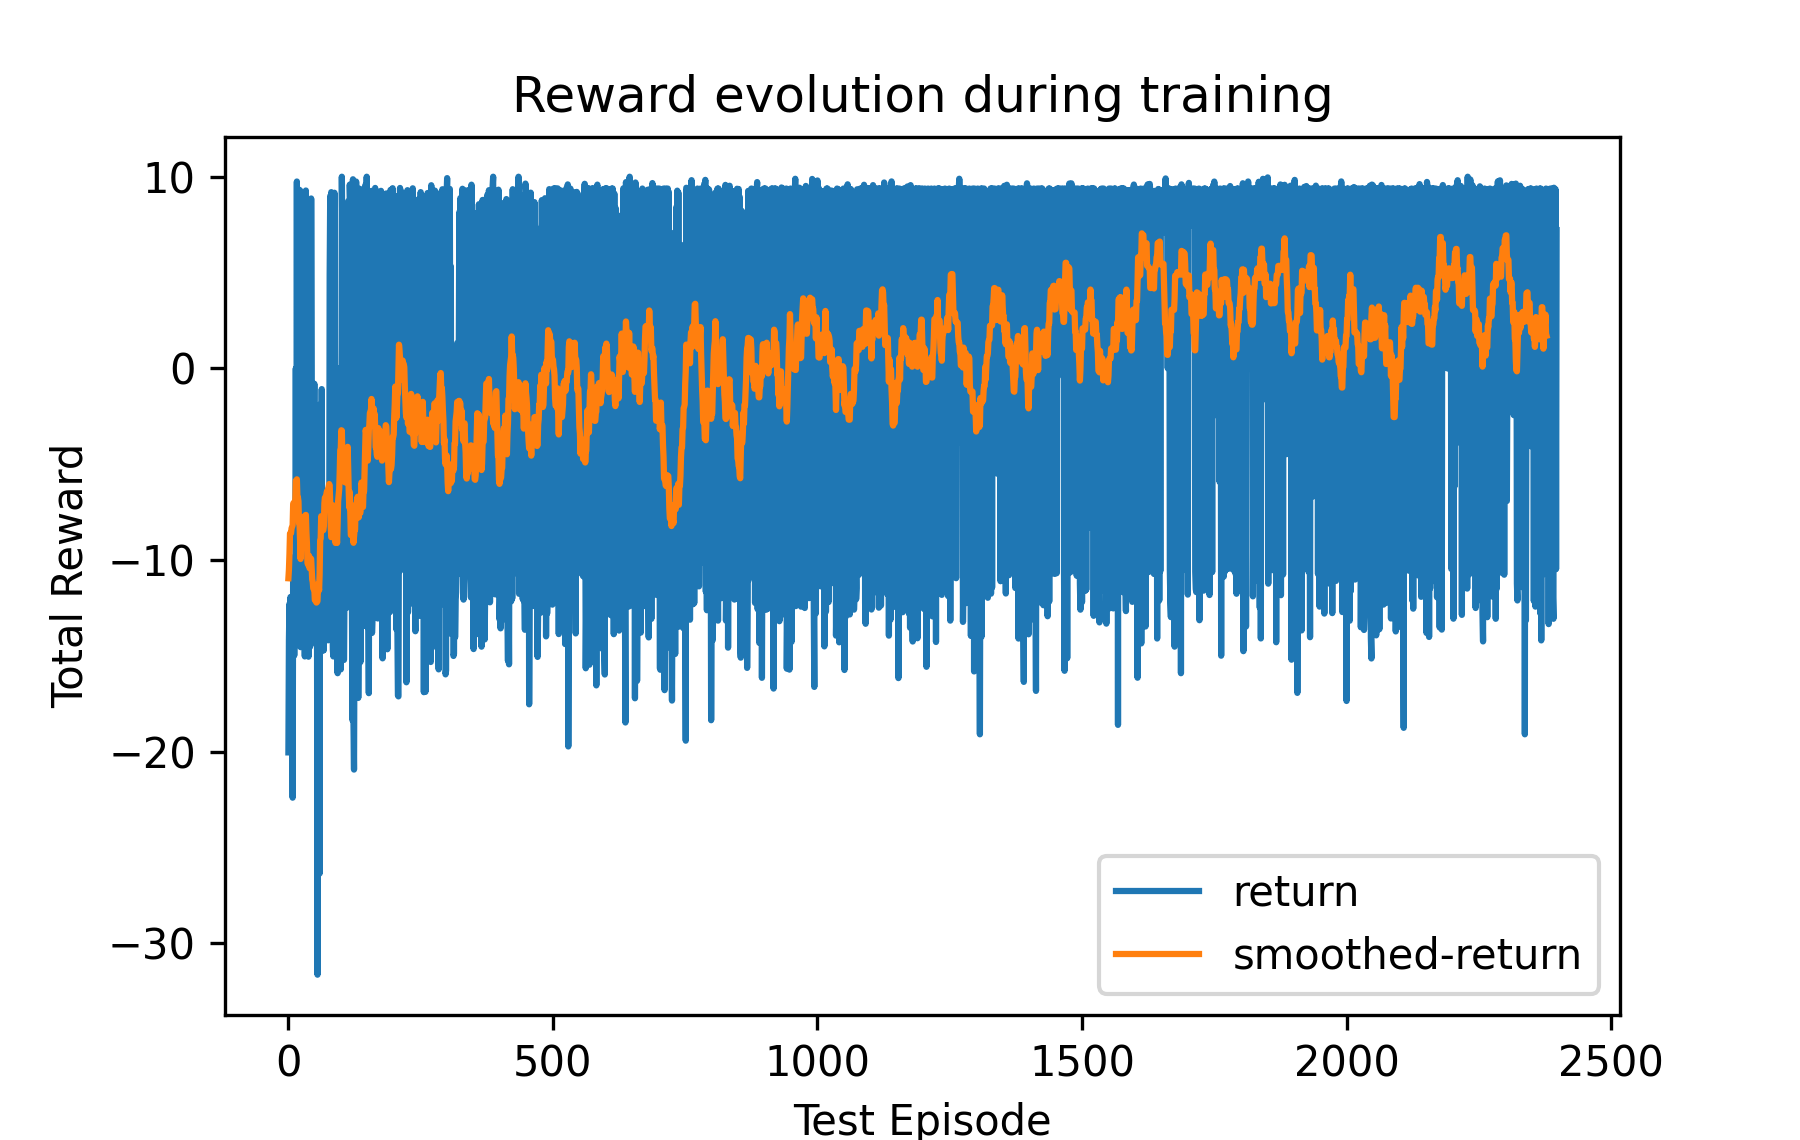 Reward evolution during training
Total Reward
10
0
−10
−20
−30
0 500 1000 1500 2000 2500
Test Episode
return
smoothed-return